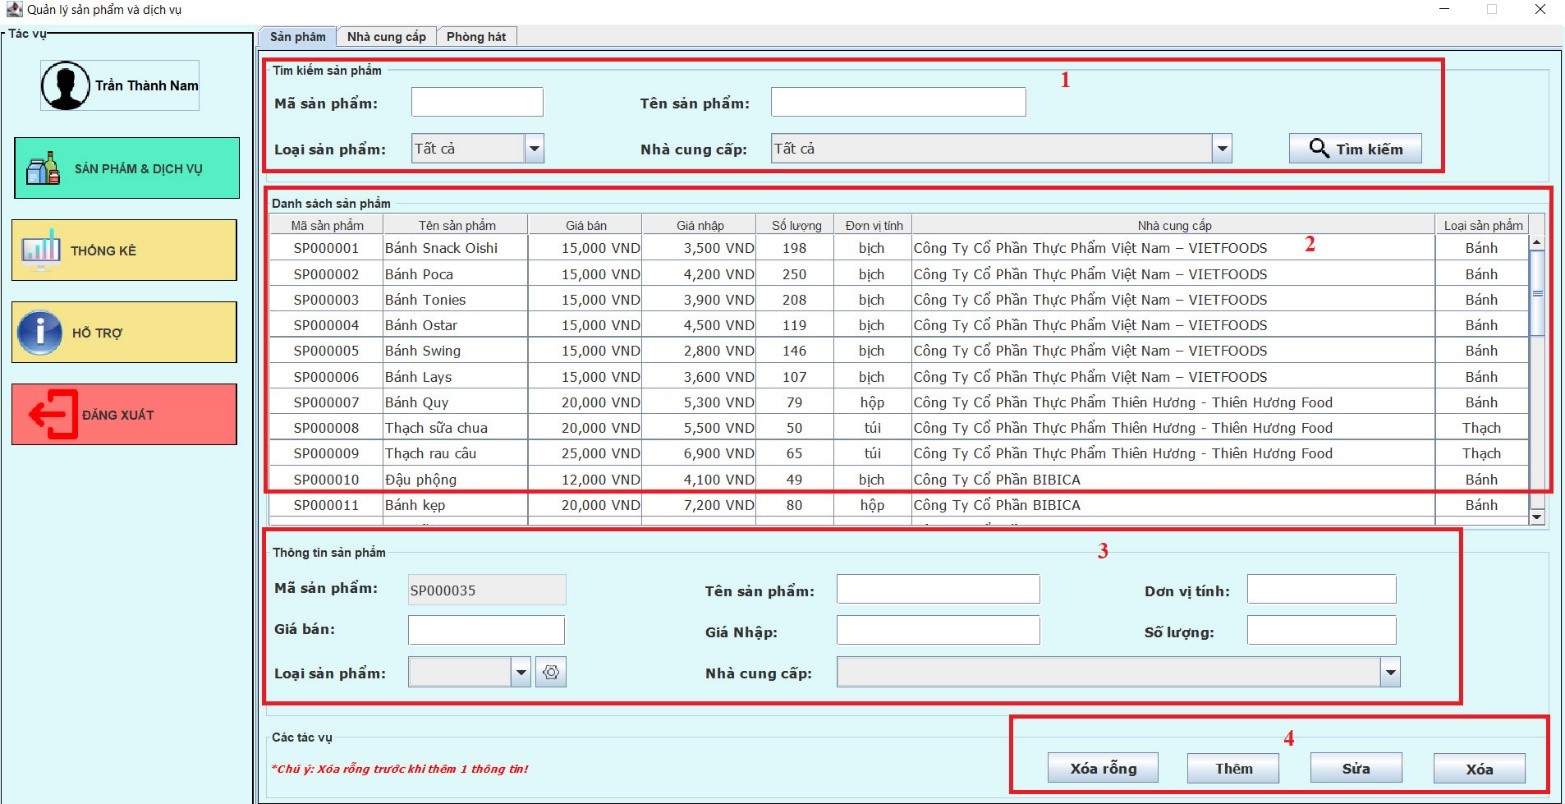 Quản lý sản phẩm và dịch vụ
Tác vụ
Trần Thành Nam
SẢN PHẨM & DỊCH VỤ
THỐNG KÊ
HỖ TRỢ
ĐĂNG XUẤT
Sản phẩm Nhà cung cấp Phòng hát
Tìm kiếm sản phẩm
1
Mã sản phẩm: Tên sản phẩm:
Loại sản phẩm: Tất cả Nhà cung cấp: Tất cả Tìm kiếm
Danh sách sản phẩm
Mã sản phẩm Tên sản phẩm Giá bán Giá nhập Số lượng Đơn vị tính Nhà cung cấp Loại sản phẩm
2
SP000001 Bánh Snack Oishi 15,000 VND 3,500 VND 198 bịch Công Ty Cổ Phần Thực Phẩm Việt Nam – VIETFOODS Bánh
SP000002 Bánh Poca 15,000 VND 4,200 VND 250 bịch Công Ty Cổ Phần Thực Phẩm Việt Nam – VIETFOODS Bánh
SP000003 Bánh Tonies 15,000 VND 3,900 VND 208 bịch Công Ty Cổ Phần Thực Phẩm Việt Nam – VIETFOODS Bánh
SP000004 Bánh Ostar 15,000 VND 4,500 VND 119 bịch Công Ty Cổ Phần Thực Phẩm Việt Nam – VIETFOODS Bánh
SP000005 Bánh Swing 15,000 VND 2,800 VND 146 bịch Công Ty Cổ Phần Thực Phẩm Việt Nam – VIETFOODS Bánh
SP000006 Bánh Lays 15,000 VND 3,600 VND 107 bịch Công Ty Cổ Phần Thực Phẩm Việt Nam – VIETFOODS Bánh
SP000007 Bánh Quy 20,000 VND 5,300 VND 79 hộp Công Ty Cổ Phần Thực Phẩm Thiên Hương - Thiên Hương Food Bánh
SP000008 Thạch sữa chua 20,000 VND 5,500 VND 50 túi Công Ty Cổ Phần Thực Phẩm Thiên Hương - Thiên Hương Food Thạch
SP000009 Thạch rau câu 25,000 VND 6,900 VND 65 túi Công Ty Cổ Phần Thực Phẩm Thiên Hương - Thiên Hương Food Thạch
SP000010 Đậu phộng 12,000 VND 4,100 VND 49 bịch Công Ty Cổ Phần BIBICA Bánh
SP000011 Bánh kẹp 20,000 VND 7,200 VND 80 hộp Công Ty Cổ Phần BIBICA Bánh
Thông tin sản phẩm
3
Mã sản phẩm: SP000035 Tên sản phẩm: Đơn vị tính:
Giá bán: Giá Nhập: Số lượng:
Loại sản phẩm: Nhà cung cấp:
Các tác vụ
4
*Chú ý: Xóa rỗng trước khi thêm 1 thông tin!
Xóa rỗng Thêm Sửa Xóa